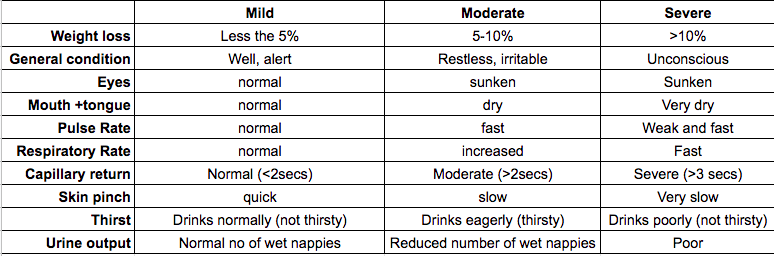 Mild Moderate Severe
Weight loss Less the 5% 5-10% >10%
General condition Well, alert Restless, irritable Unconscious
Eyes normal sunken Sunken
Mouth +tongue normal dry Very dry
Pulse Rate normal fast Weak and fast
Respiratory Rate normal increased Fast
Capillary return Normal (<2secs) Moderate (>2secs) Severe (>3 secs)
Skin pinch quick slow Very slow
Thirst Drinks normally (not thirsty) Drinks eagerly (thirsty) Drinks poorly (not thirsty)
Urine output Normal no of wet nappies Reduced number of wet nappies Poor